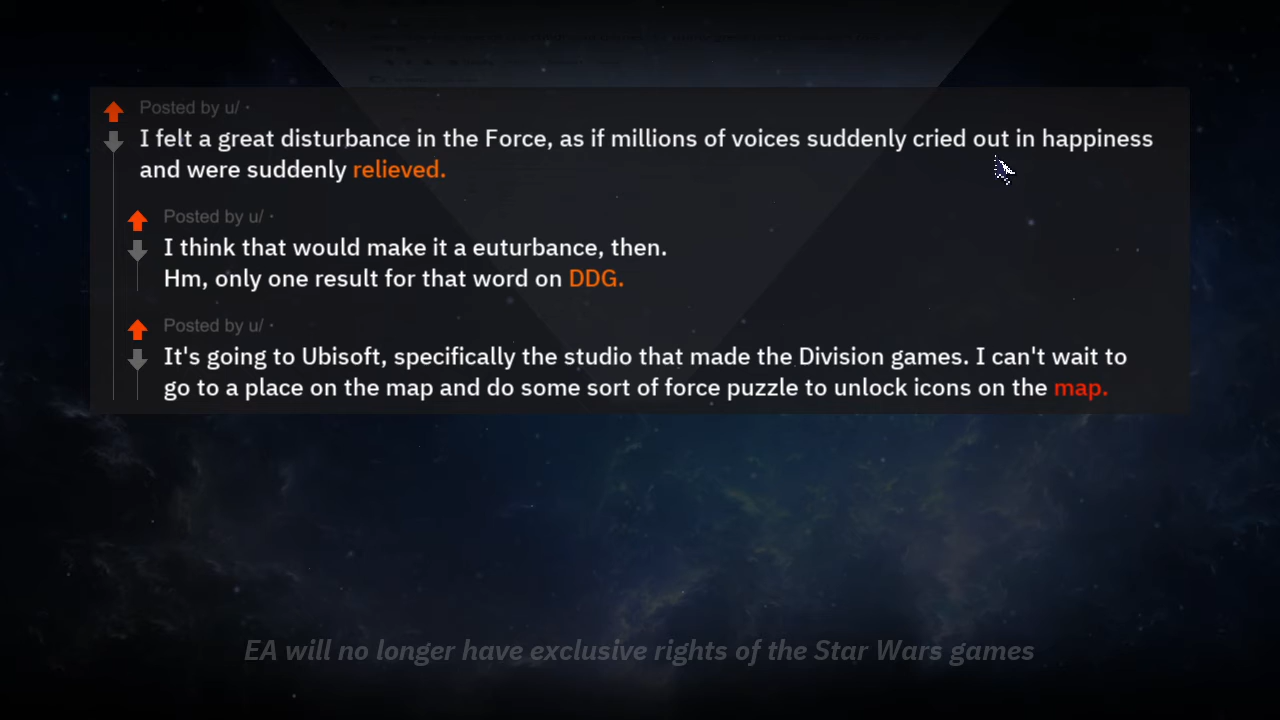 Posted by u/ ·
I felt a great disturbance in the Force, as if millions of voices suddenly cried out in happiness
and were suddenly relieved.
Posted by u/ ·
I think that would make it a euturbance, then.
Hm, only one result for that word on DDG.
Posted by u/ ·
It's going to Ubisoft, specifically the studio that made the Division games. I can't wait to
go to a place on the map and do some sort of force puzzle to unlock icons on the map.
EA will no longer have exclusive rights of the Star Wars games